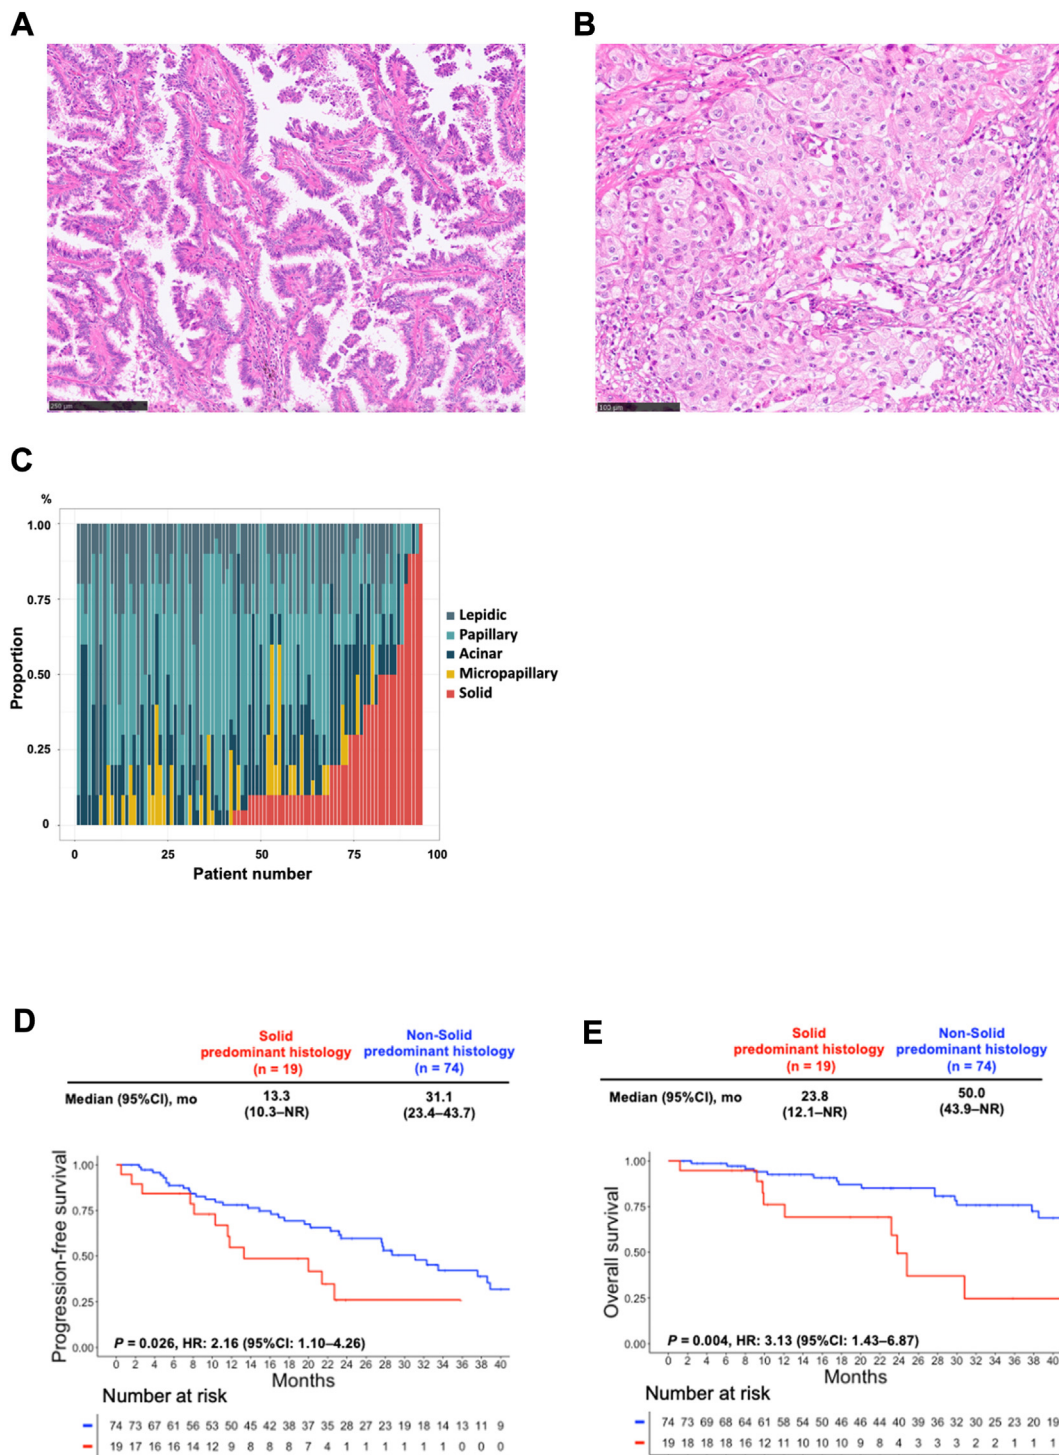 A
B
250 μm
100 μm
C
%
1.00
0.75
0.50
0.25
0
Proportion
0 25 50 75 100
Patient number
Lepidic
Papillary
Acinar
Micropapillary
Solid
D
Solid
predominant histology
(n = 19)
Non-Solid
predominant histology
(n = 74)
Median (95%CI), mo
13.3
(10.3–NR)
31.1
(23.4–43.7)
Progression-free survival
1.00
0.75
0.50
0.25
0.00
P = 0.026, HR: 2.16 (95%CI: 1.10–4.26)
0 2 4 6 8 10 12 14 16 18 20 22 24 26 28 30 32 34 36 38 40
Months
Number at risk
74 73 67 61 56 53 50 45 42 38 37 35 28 27 23 19 18 14 13 11 9
19 17 16 16 14 12 9 8 8 8 7 4 1 1 1 1 1 1 0 0 0
E
Solid
predominant histology
(n = 19)
Non-Solid
predominant histology
(n = 74)
Median (95%CI), mo
23.8
(12.1–NR)
50.0
(43.9–NR)
Overall survival
1.00
0.75
0.50
0.25
0.00
P = 0.004, HR: 3.13 (95%CI: 1.43–6.87)
0 2 4 6 8 10 12 14 16 18 20 22 24 26 28 30 32 34 36 38 40
Months
Number at risk
74 73 69 68 64 61 58 54 50 46 46 44 40 39 36 32 30 25 23 20 19
19 18 18 18 16 12 11 10 10 10 9 8 4 3 3 3 2 2 1 1 1